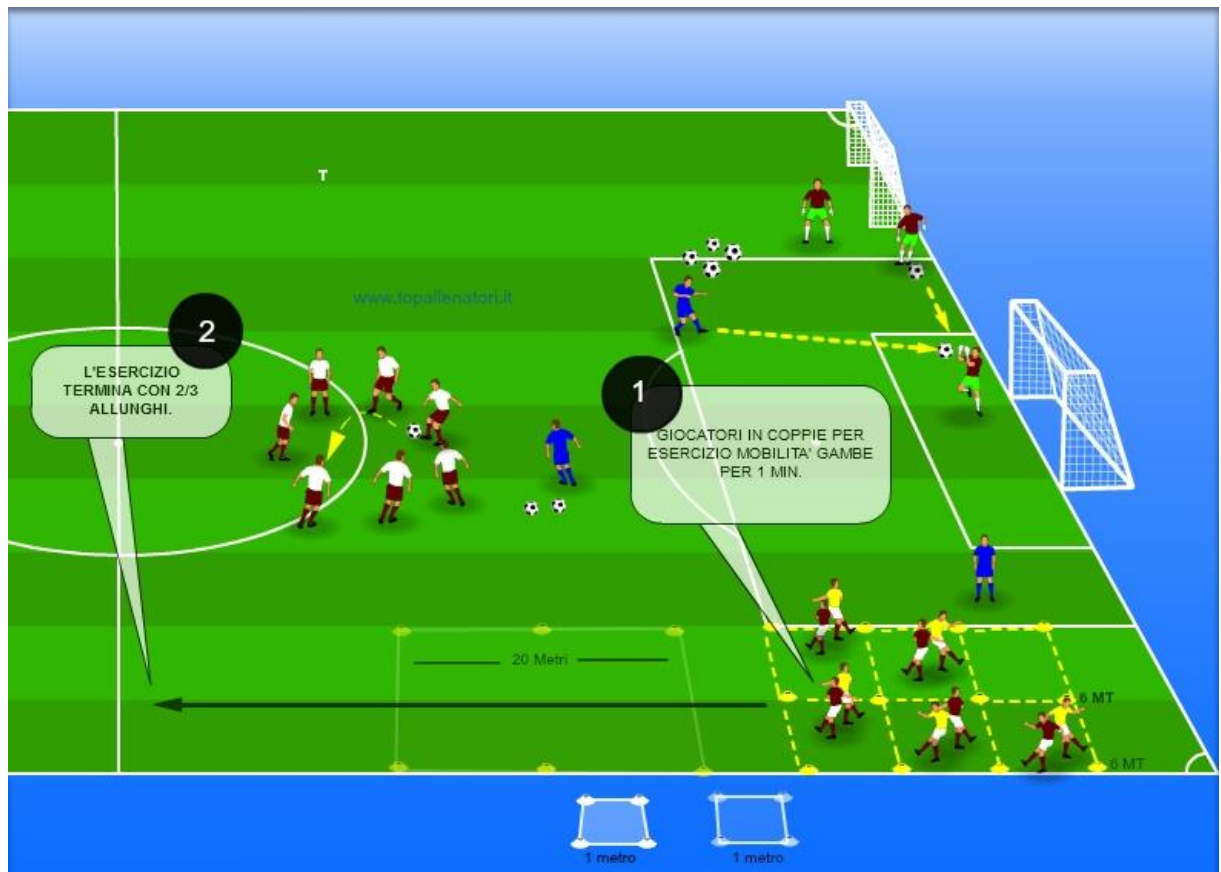 T
www.topallenatori.it
2
L'ESERCIZIO
TERMINA CON 2/3
ALLUNGHI.
1
GIOCATORI IN COPPIE PER
ESERCIZIO MOBILITA' GAMBE
PER 1 MIN.
20 Metri
6 MT
6 MT
1 metro
1 metro